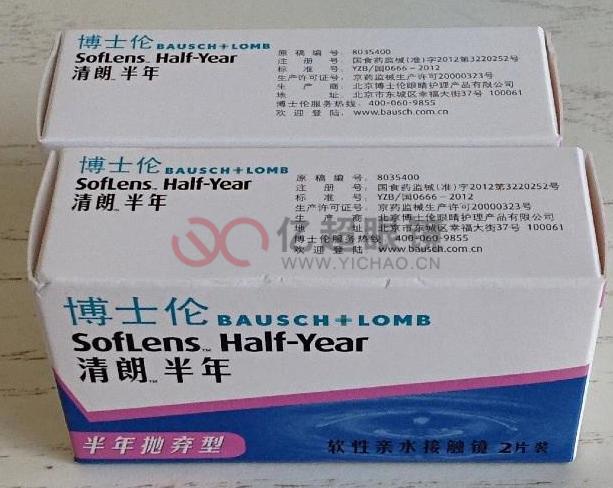 博士伦 BAUSCH+LOMB
SofLens™ Half-Year
清朗™半年
原稿编号: 8035400
注册号: 国食药监械(准)字2012第3220252号
标准号: YZB/国0666-2012
生产许可证号: 京药监械生产许可20000323号
生产商: 北京博士伦眼睛护理产品有限公司
地址: 北京市东城区幸福大街37号 100061
博士伦服务热线: 400-060-9855
欢迎登陆: www.bausch.com.cn
博士伦 BAUSCH+LOMB
SofLens™ Half-Year
清朗™半年
原稿编号: 8035400
注册号: 国食药监械(准)字2012第3220252号
标准号: YZB/国0666-2012
生产许可证号: 京药监械生产许可20000323号
生产商: 北京博士伦眼睛护理产品有限公司
地址: 北京市东城区幸福大街37号 100061
博士伦服务热线: 400-060-9855
欢迎登陆: www.bausch.com.cn
亿超眼镜
WWW.YICHAO.CN
博士伦 BAUSCH+LOMB
SofLens™ Half-Year
清朗™半年
半年抛弃型
软性亲水接触镜 2片装